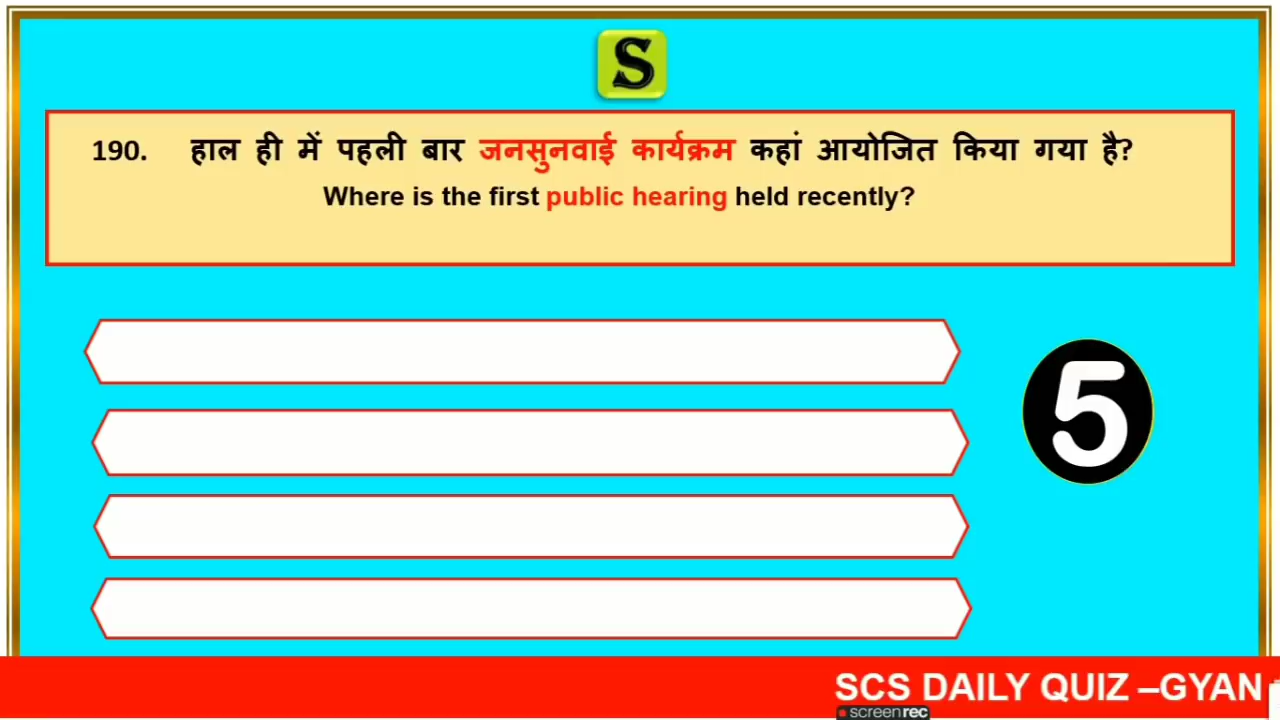 S
190. हाल ही में पहली बार जनसुनवाई कार्यक्रम कहां आयोजित किया गया है?
Where is the first public hearing held recently?
5
SCS DAILY QUIZ –GYAN
screenrec